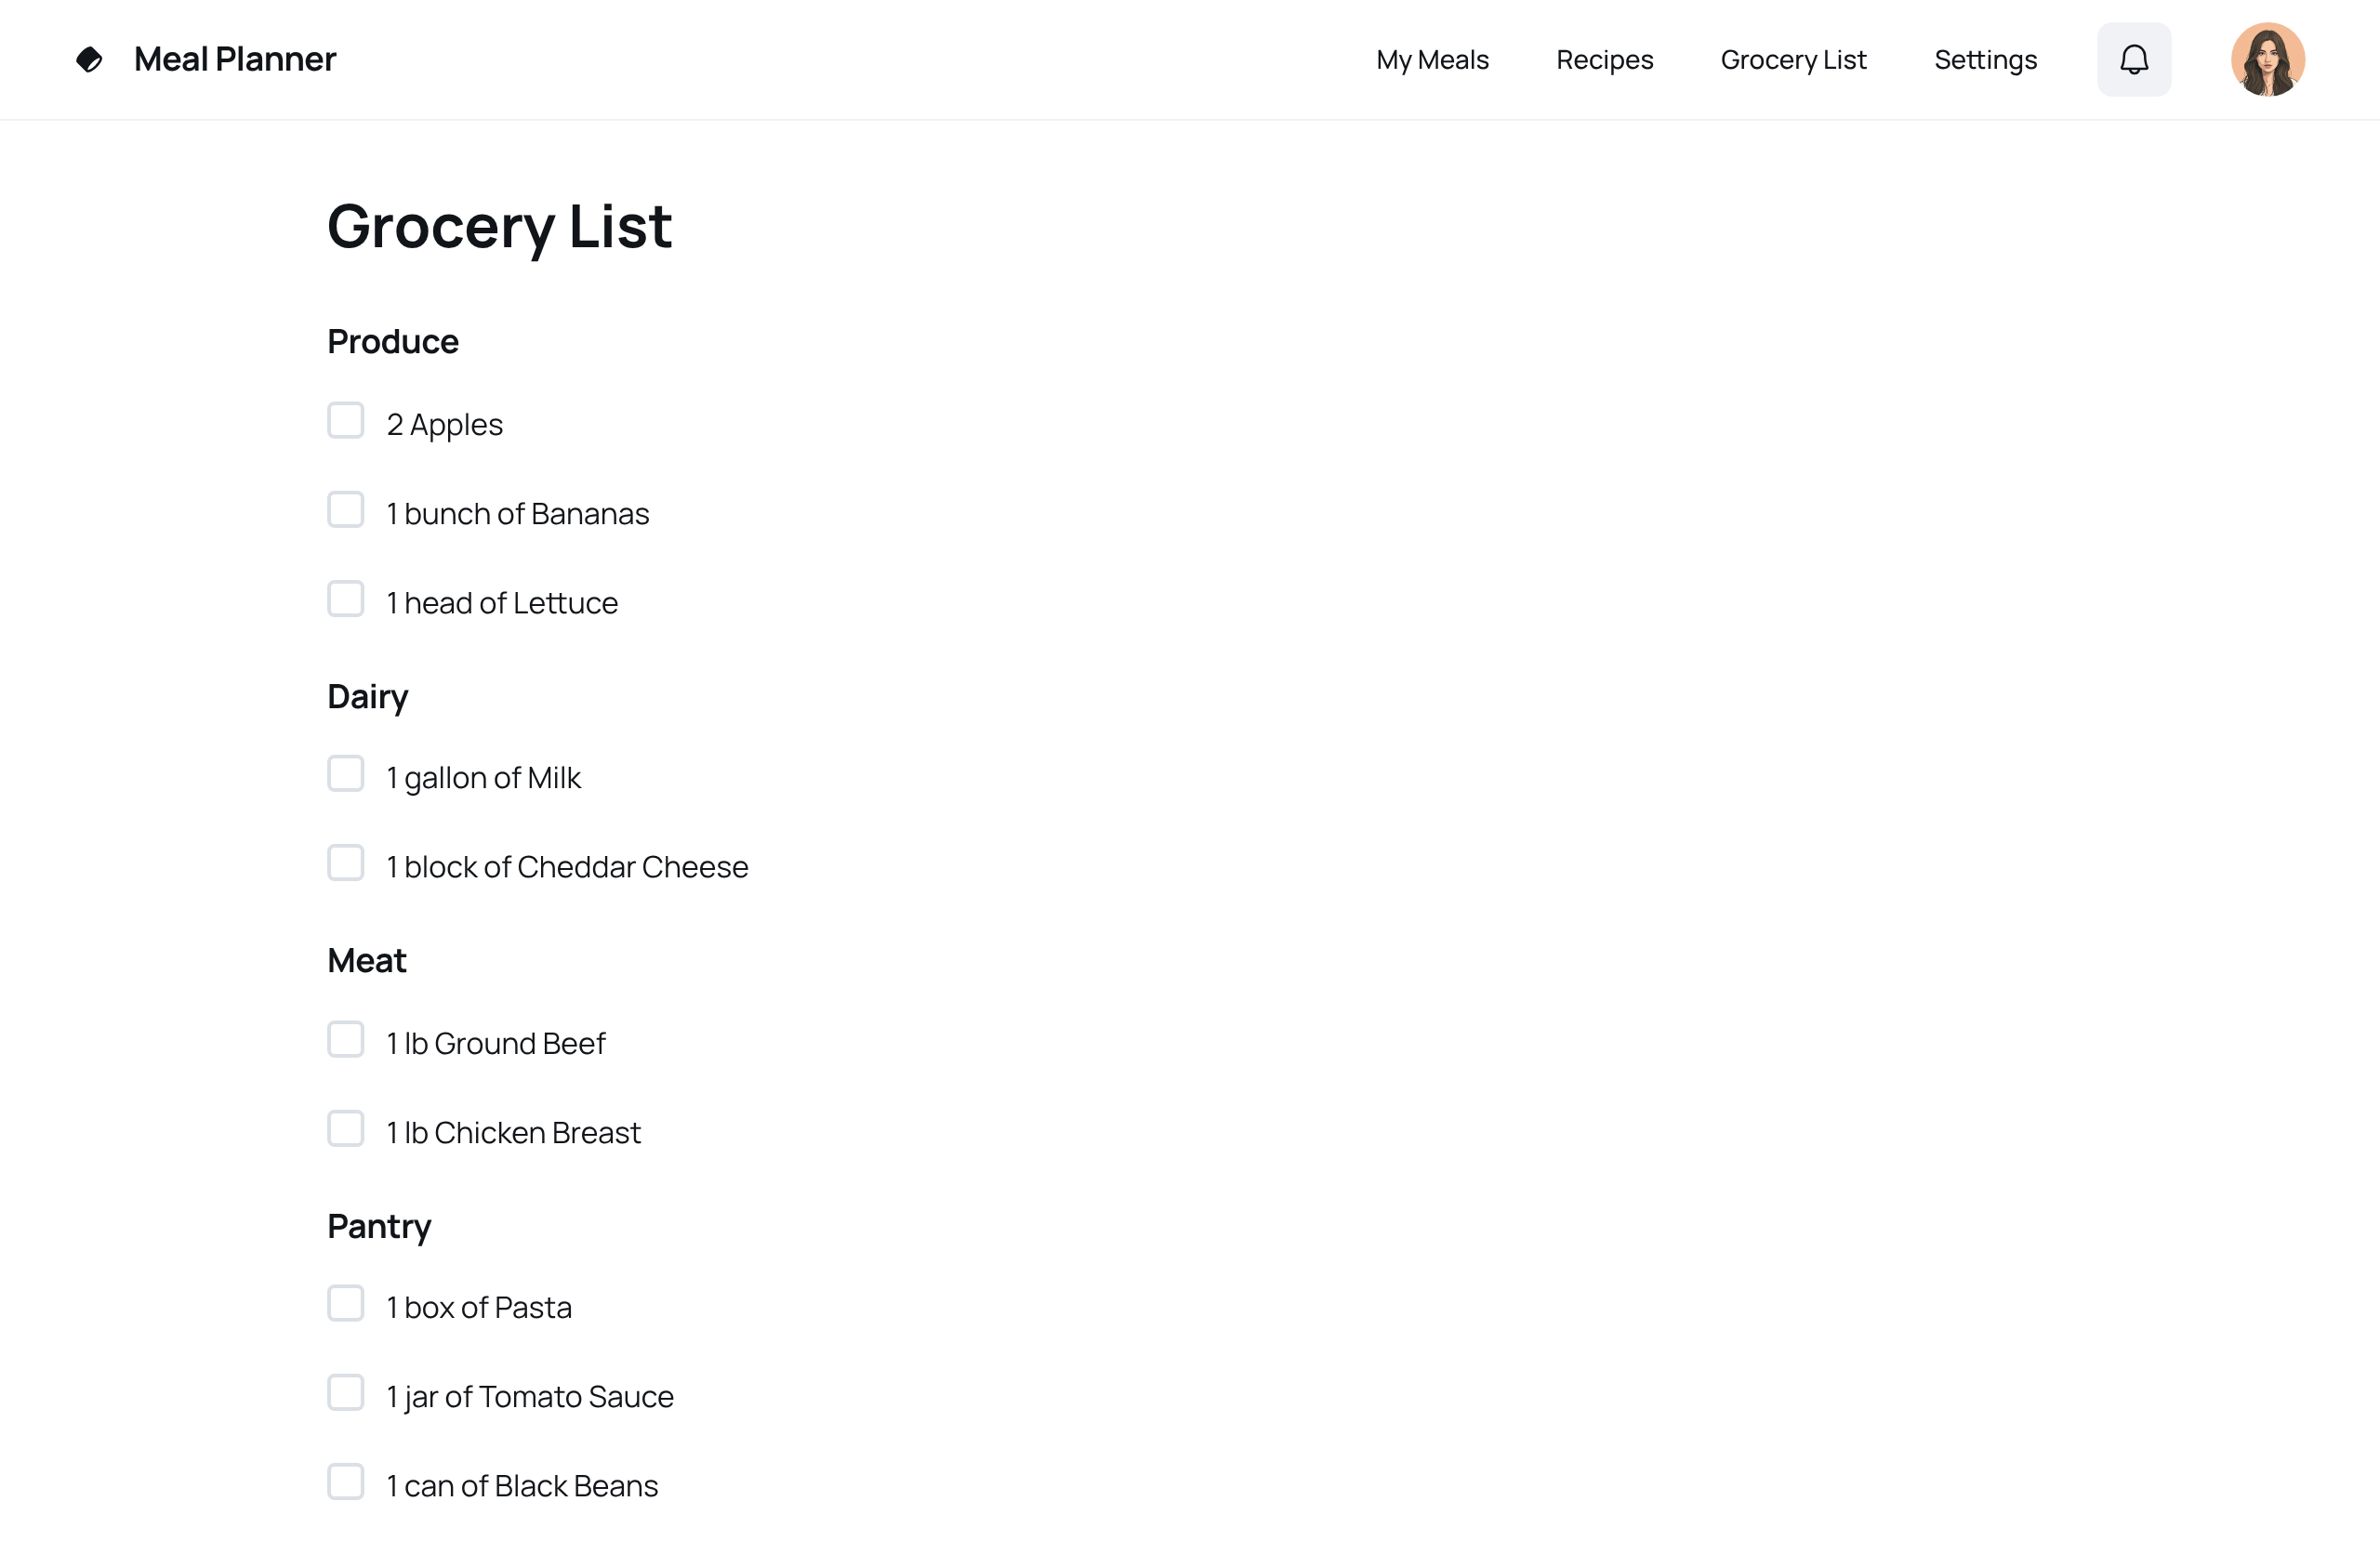 Meal Planner
My Meals
Recipes
Grocery List
Settings
Grocery List
Produce
2 Apples
1 bunch of Bananas
1 head of Lettuce
Dairy
1 gallon of Milk
1 block of Cheddar Cheese
Meat
1 lb Ground Beef
1 lb Chicken Breast
Pantry
1 box of Pasta
1 jar of Tomato Sauce
1 can of Black Beans